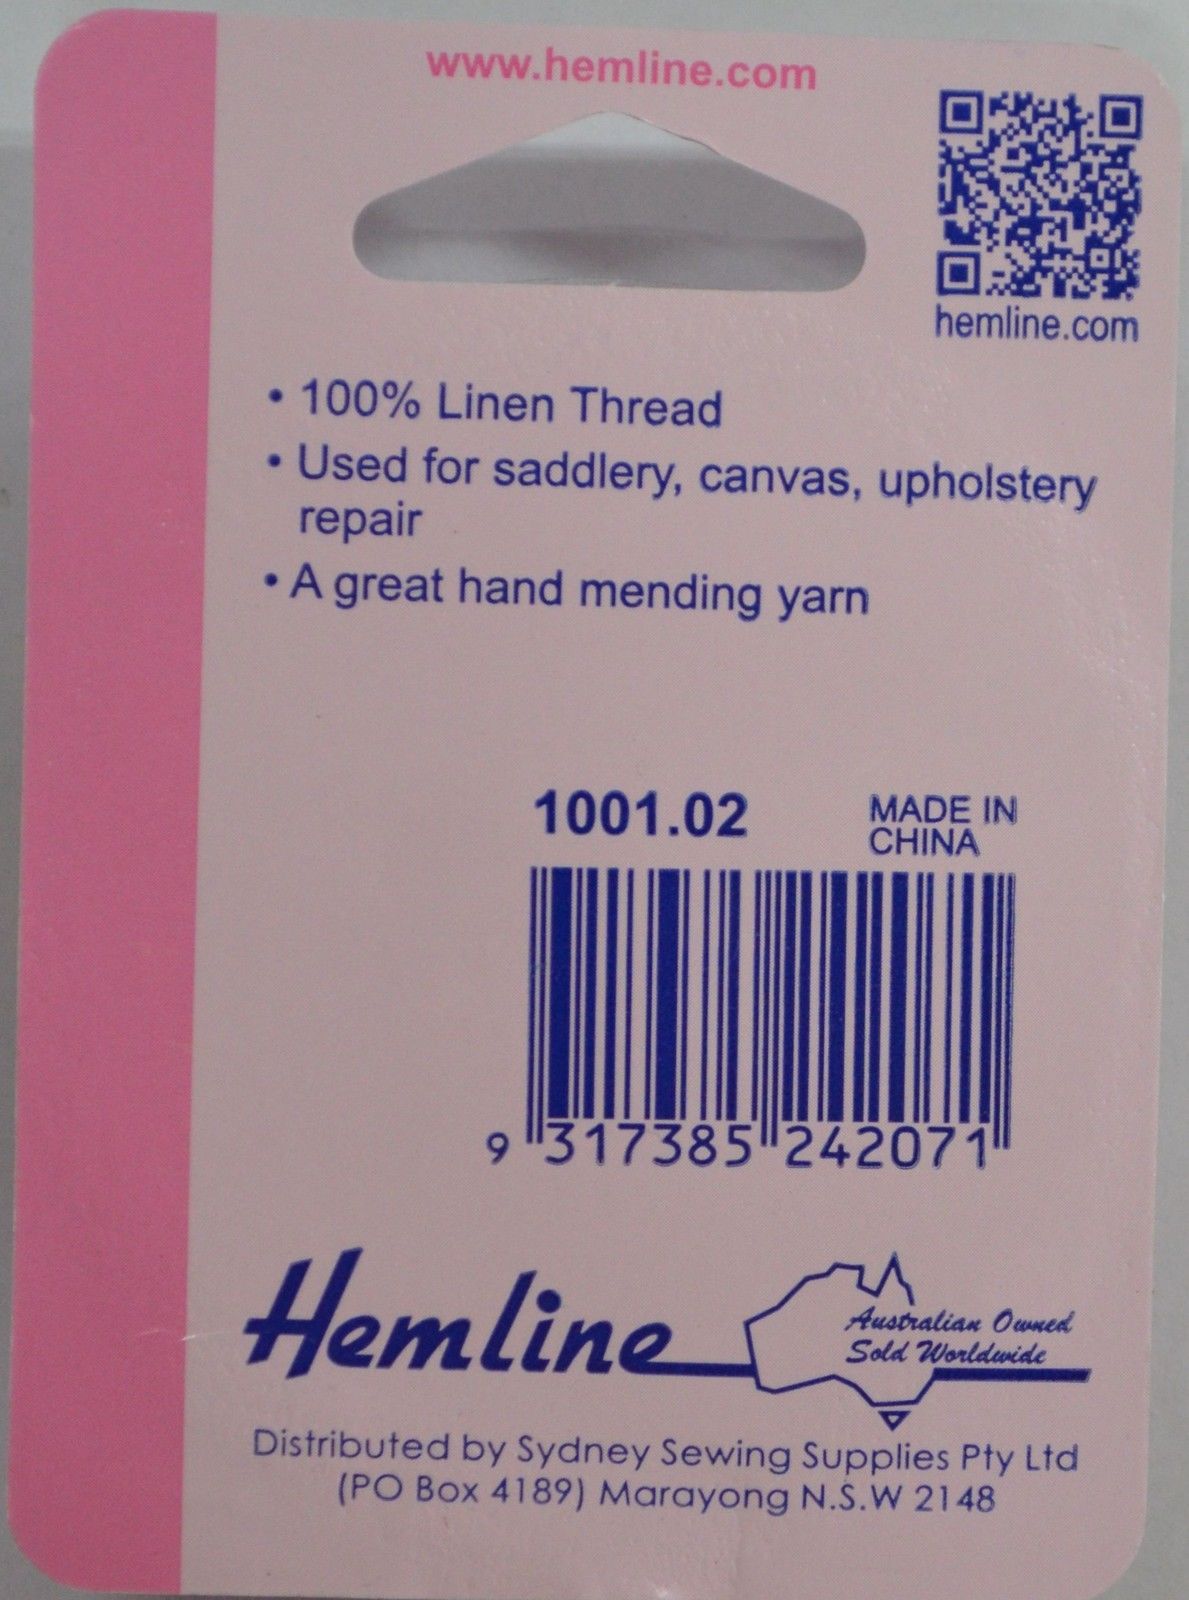 www.hemline.com
hemline.com
• 100% Linen Thread
• Used for saddlery, canvas, upholstery
repair
• A great hand mending yarn
1001.02
MADE IN
CHINA
9 317385 242071
Hemline
Australian Owned
Sold Worldwide
Distributed by Sydney Sewing Supplies Pty Ltd
(PO Box 4189) Marayong N.S.W 2148